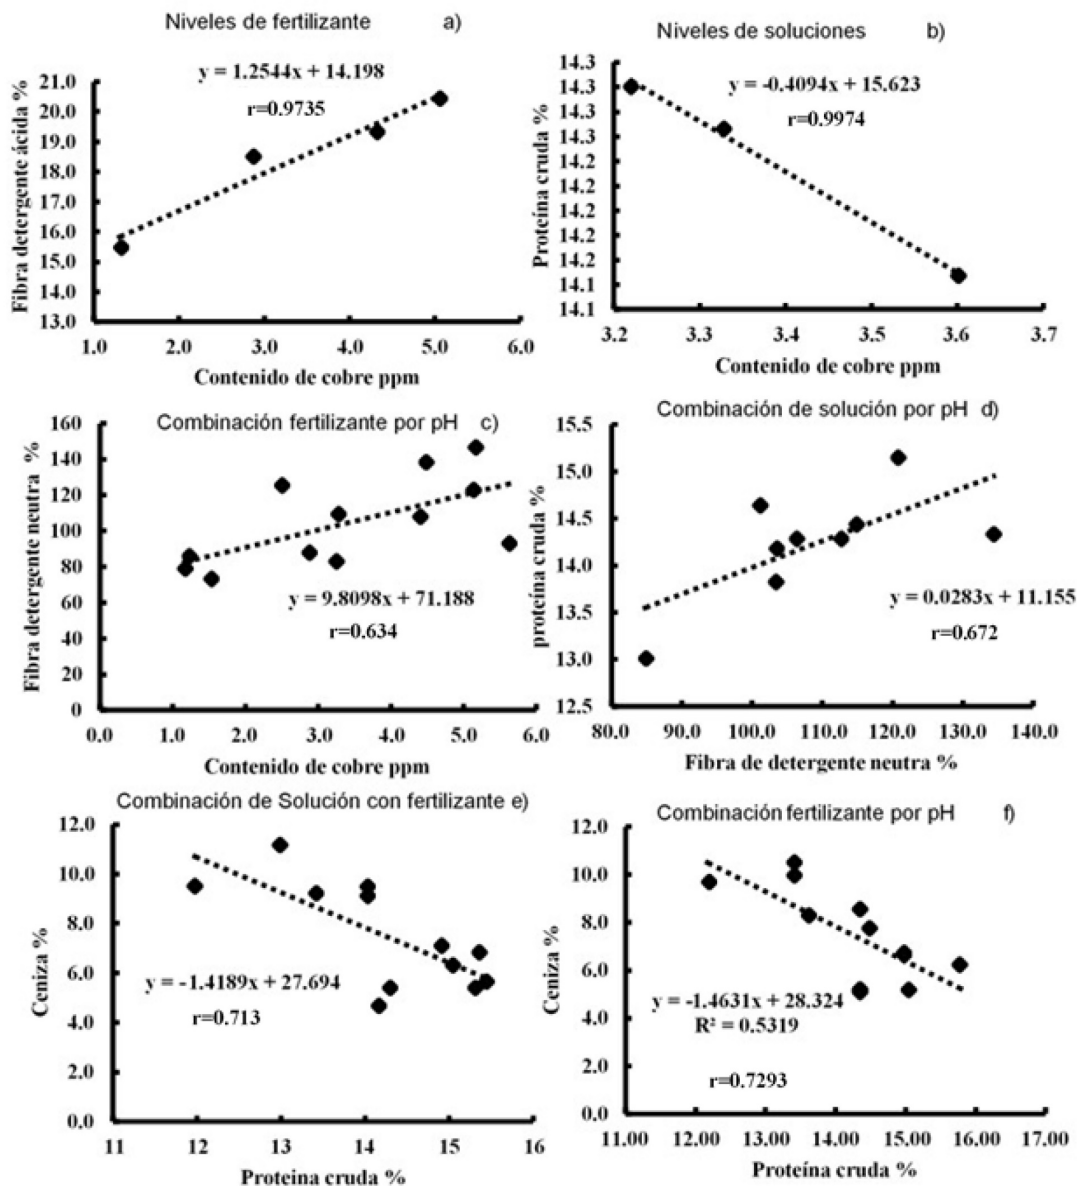 Niveles de fertilizante a)
y = 1.2544x + 14.198
r=0.9735
Fibra detergente ácida %
21.0
20.0
19.0
18.0
17.0
16.0
15.0
14.0
13.0
1.0 2.0 3.0 4.0 5.0 6.0
Contenido de cobre ppm
Niveles de soluciones b)
y = -0.4094x + 15.623
r=0.9974
Proteína cruda %
14.3
14.3
14.3
14.3
14.2
14.2
14.2
14.2
14.2
14.1
14.1
3.2 3.3 3.4 3.5 3.6 3.7
Contenido de cobre ppm
Combinación fertilizante por pH c)
Fibra detergente neutra %
160
140
120
100
80
60
40
20
0
y = 9.8098x + 71.188
r=0.634
0.0 1.0 2.0 3.0 4.0 5.0 6.0
Contenido de cobre ppm
Combinación de solución por pH d)
proteína cruda %
15.5
15.0
14.5
14.0
13.5
13.0
12.5
y = 0.0283x + 11.155
r=0.672
80.0 90.0 100.0 110.0 120.0 130.0 140.0
Fibra de detergente neutra %
Combinación de Solución con fertilizante e)
Ceniza %
12.0
10.0
8.0
6.0
4.0
2.0
0.0
y = -1.4189x + 27.694
r=0.713
11 12 13 14 15 16
Proteina cruda %
Combinación fertilizante por pH f)
Ceniza %
12.0
10.0
8.0
6.0
4.0
2.0
0.0
y = -1.4631x + 28.324
R² = 0.5319
r=0.7293
11.00 12.00 13.00 14.00 15.00 16.00 17.00
Proteína cruda %